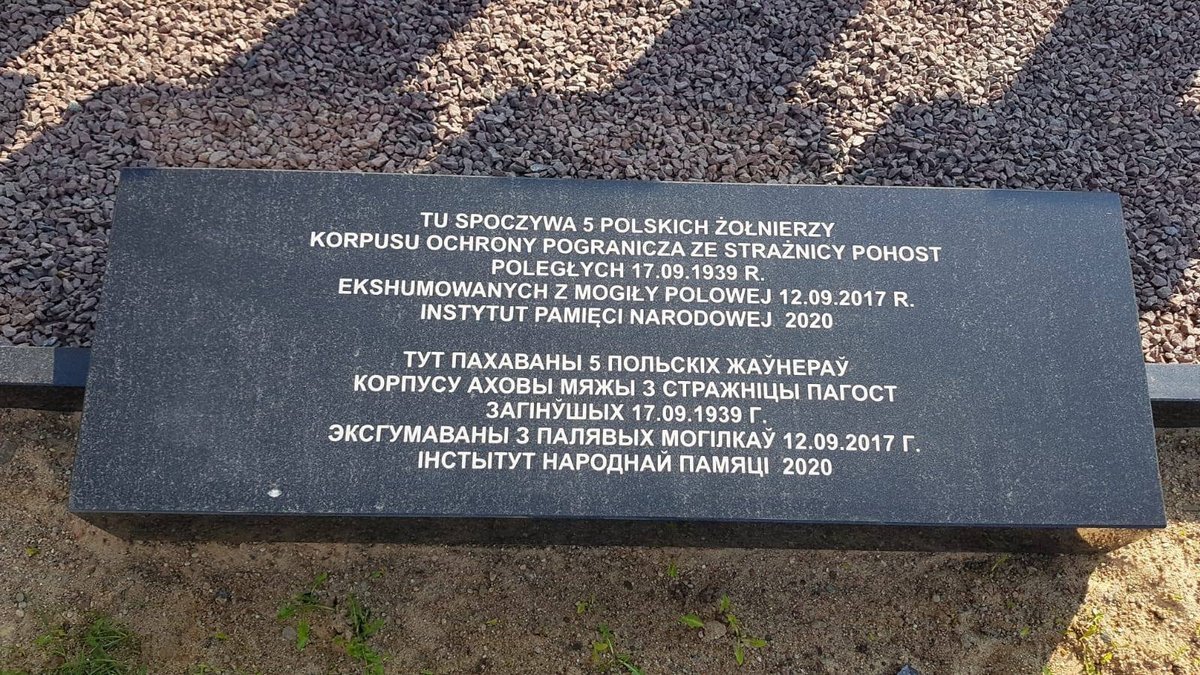 TU SPOCZYWA 5 POLSKICH ŻOŁNIERZY
KORPUSU OCHRONY POGRANICZA ZE STRAŻNICY POHOST
POLEGŁYCH 17.09.1939 R.
EKSHUMOWANYCH Z MOGIŁY POLOWEJ 12.09.2017 R.
INSTYTUT PAMIĘCI NARODOWEJ 2020
ТУТ ПАХАВАНЫ 5 ПОЛЬСКІХ ЖАЎНЕРАЎ
КОРПУСУ АХОВЫ МЯЖЫ З СТРАЖНІЦЫ ПАГОСТ
ЗАГІНЎШЫХ 17.09.1939 Г.
ЭКСГУМАВАНЫ З ПАЛЯВЫХ МОГІЛКАЎ 12.09.2017 Г.
ІНСТЫТУТ НАРОДНАЙ ПАМЯЦІ 2020